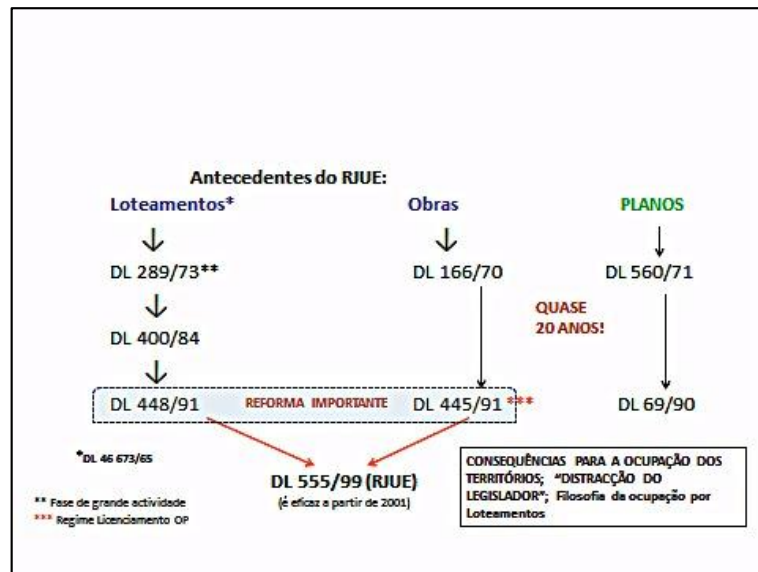 Antecedentes do RJUE:
Loteamentos* Obras PLANOS
DL 289/73** DL 166/70 DL 560/71
QUASE
20 ANOS!
DL 400/84
DL 448/91 REFORMA IMPORTANTE DL 445/91 *** DL 69/90
*DL 46 673/65
** Fase de grande actividade
*** Regime Licenciamento OP
DL 555/99 (RJUE)
(é eficaz a partir de 2001)
CONSEQUÊNCIAS PARA A OCUPAÇÃO DOS
TERRITÓRIOS; "DISTRACÇÃO DO
LEGISLADOR"; Filosofia da ocupação por
Loteamentos